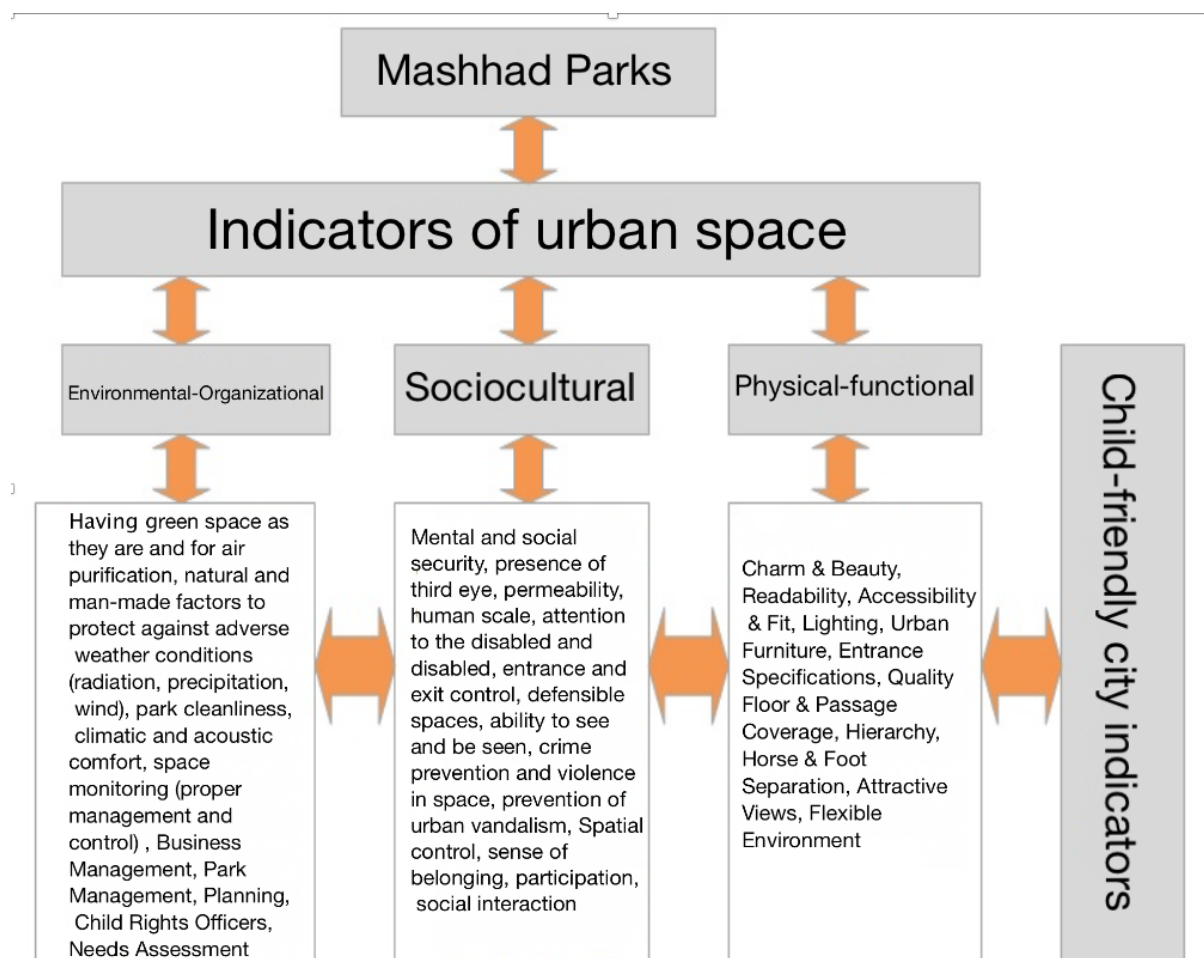 Mashhad Parks
Indicators of urban space
Environmental-Organizational
Sociocultural
Physical-functional
Having green space as
they are and for air
purification, natural and
man-made factors to
protect against adverse
weather conditions
(radiation, precipitation,
wind), park cleanliness,
climatic and acoustic
comfort, space
monitoring (proper
management and
control) , Business
Management, Park
Management, Planning,
Child Rights Officers,
Needs Assessment
Mental and social
security, presence of
third eye, permeability,
human scale, attention
to the disabled and
disabled, entrance and
exit control, defensible
spaces, ability to see
and be seen, crime
prevention and violence
in space, prevention of
urban vandalism, Spatial
control, sense of
belonging, participation,
social interaction
Charm & Beauty,
Readability, Accessibility
& Fit, Lighting, Urban
Furniture, Entrance
Specifications, Quality
Floor & Passage
Coverage, Hierarchy,
Horse & Foot
Separation, Attractive
Views, Flexible
Environment
Child-friendly city indicators